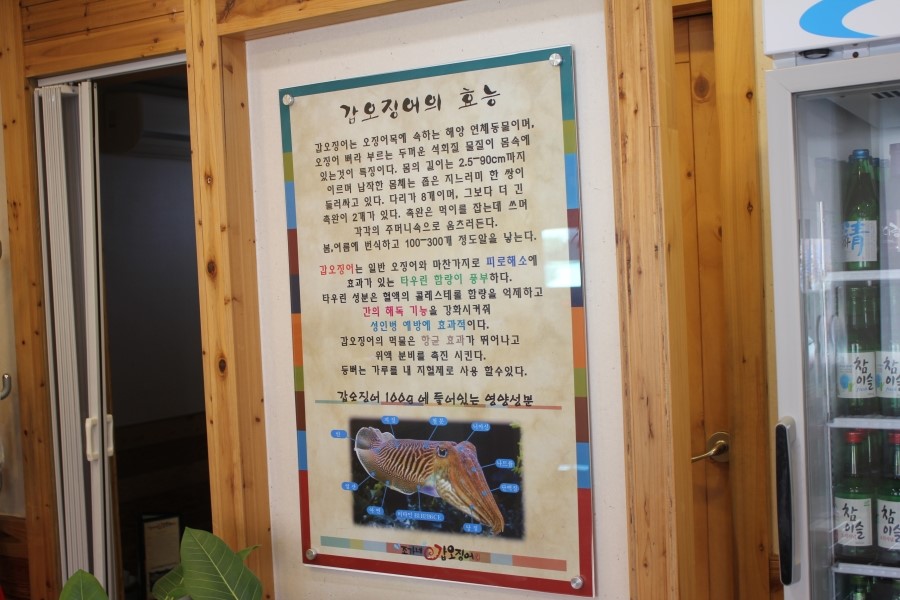 갑오징어의 효능
갑오징어는 오징어목에 속하는 해양 연체동물이며,
오징어 뼈라 부르는 두꺼운 석회질 물질이 몸속에
있는것이 특징이다. 몸의 길이는 2.5~90cm까지
이르며 납작한 몸체는 좁은 지느러미 한 쌍이
둘러싸고 있다. 다리가 8개이며, 그보다 더 긴
촉완이 2개가 있다. 촉완은 먹이를 잡는데 쓰며
각각의 주머니속으로 움츠러든다.
봄,여름에 번식하고 100~300개 정도알을 낳는다.
갑오징어는 일반 오징어와 마찬가지로 피로해소에
효과가 있는 타우린 함량이 풍부하다.
타우린 성분은 혈액의 콜레스테롤 함량을 억제하고
간의 해독 기능을 강화시켜줘
성인병 예방에 효과적이다.
갑오징어의 먹물은 항균 효과가 뛰어나고
위액 분비를 촉진 시킨다.
등뼈는 가루를 내 지혈제로 사용 할수있다.
갑오징어 100g 에 들어있는 영양성분
갑오징어
참이슬
참이슬
참이슬